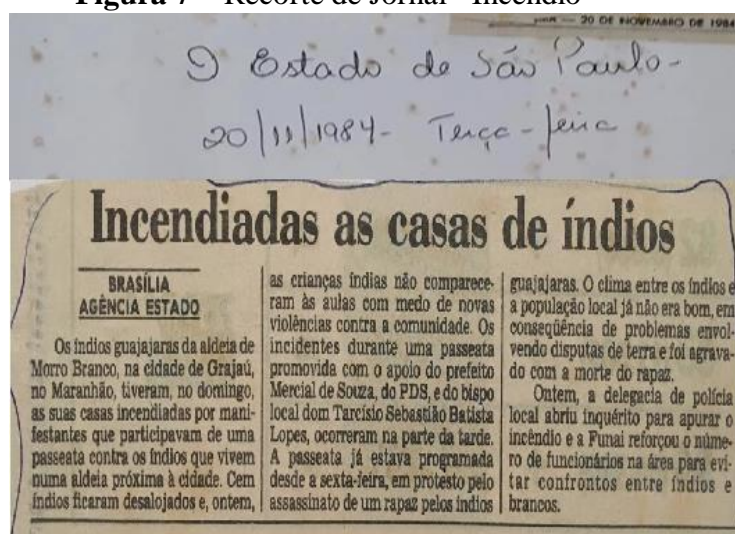 Figura 7 – Recorte de Jornal - Incêndio
— 20 DE NOVEMBRO DE 1984
O Estado de São Paulo -
20/11/1984 - Terça-feira
Incendiadas as casas de índios
BRASÍLIA
AGÊNCIA ESTADO
Os índios guajajaras da aldeia de
Morro Branco, na cidade de Grajaú,
no Maranhão, tiveram, no domingo,
as suas casas incendiadas por mani-
festantes que participavam de uma
passeata contra os índios que vivem
numa aldeia próxima à cidade. Cem
índios ficaram desalojados e, ontem,
as crianças índias não comparece-
ram às aulas com medo de novas
violências contra a comunidade. Os
incidentes durante uma passeata
promovida com o apoio do prefeito
Mercial de Souza, do PDS, e do bispo
local dom Tarcísio Sebastião Batista
Lopes, ocorreram na parte da tarde.
A passeata já estava programada
desde a sexta-feira, em protesto pelo
assassinato de um rapaz pelos índios
guajajaras. O clima entre os índios e
a população local já não era bom, em
conseqüência de problemas envol-
vendo disputas de terra e foi agrava-
do com a morte do rapaz.
Ontem, a delegacia de polícia
local abriu inquérito para apurar o
incêndio e a Funai reforçou o núme-
ro de funcionários na área para evi-
tar confrontos entre índios e
brancos.